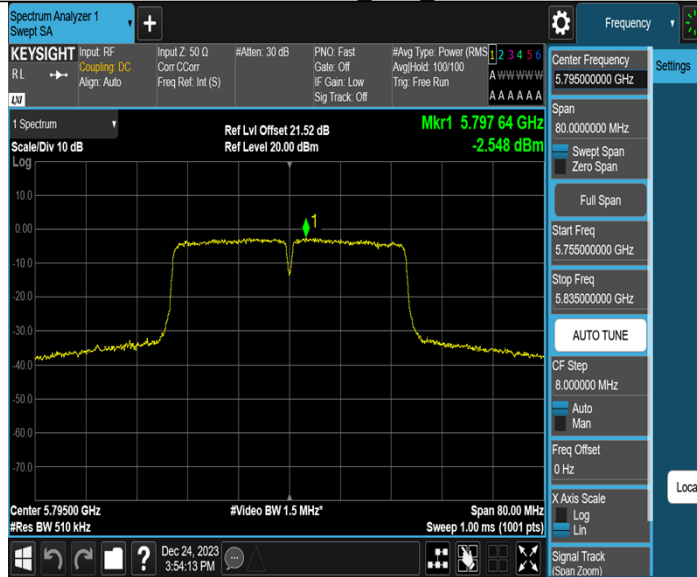 Spectrum Analyzer 1
Swept SA
+
Frequency
KEYSIGHT
RL
LXI
Input: RF
Coupling: DC
Align: Auto
Input Z: 50 Ω
Corr CCorr
Freq Ref: Int (S)
#Atten: 30 dB
PNO: Fast
Gate: Off
IF Gain: Low
Sig Track: Off
#Avg Type: Power (RMS
Avg|Hold: 100/100
Trig: Free Run
1 2 3 4 5 6
A W W W W W
A A A A A A
1 Spectrum
Scale/Div 10 dB
Log
Ref Lvl Offset 21.52 dB
Ref Level 20.00 dBm
Mkr1 5.797 64 GHz
-2.548 dBm
10.0
0.00
-10.0
-20.0
-30.0
-40.0
-50.0
-60.0
-70.0
1
Center 5.79500 GHz
#Res BW 510 kHz
#Video BW 1.5 MHz*
Span 80.00 MHz
Sweep 1.00 ms (1001 pts)
Center Frequency
5.795000000 GHz
Settings
Span
80.0000000 MHz
Swept Span
Zero Span
Full Span
Start Freq
5.755000000 GHz
Stop Freq
5.835000000 GHz
AUTO TUNE
CF Step
8.000000 MHz
Auto
Man
Freq Offset
0 Hz
X Axis Scale
Log
Lin
Loca
Signal Track
(Span Zoom)
?
Dec 24, 2023
3:54:13 PM